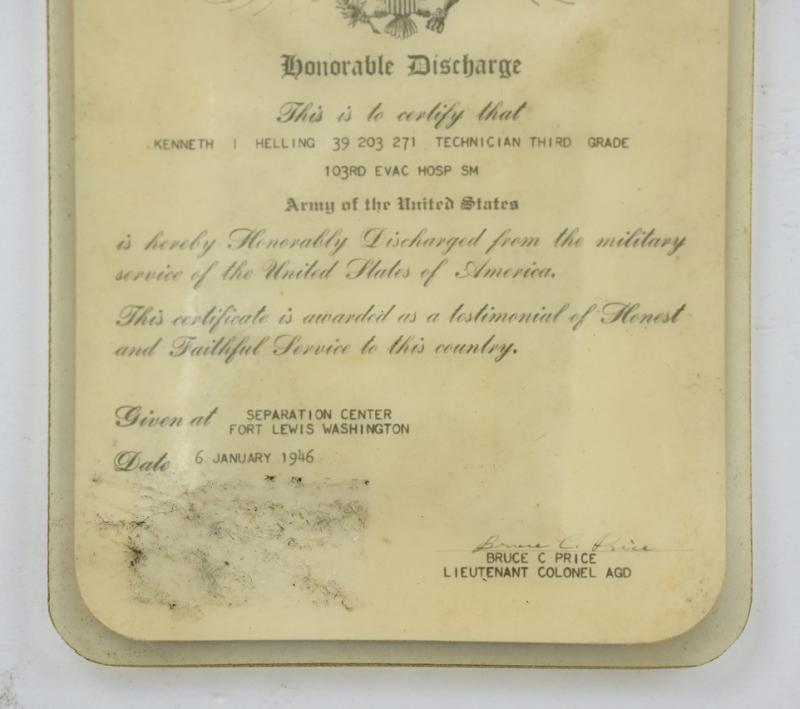 Honorable Discharge
This is to certify that
KENNETH I HELLING 39 203 271 TECHNICIAN THIRD GRADE
103RD EVAC HOSP SM
Army of the United States
is hereby Honorably Discharged from the military
service of the United States of America.
This certificate is awarded as a testimonial of Honest
and Faithful Service to this country.
Given at SEPARATION CENTER
FORT LEWIS WASHINGTON
Date 6 JANUARY 1946
Bruce C. Price
BRUCE C PRICE
LIEUTENANT COLONEL AGD